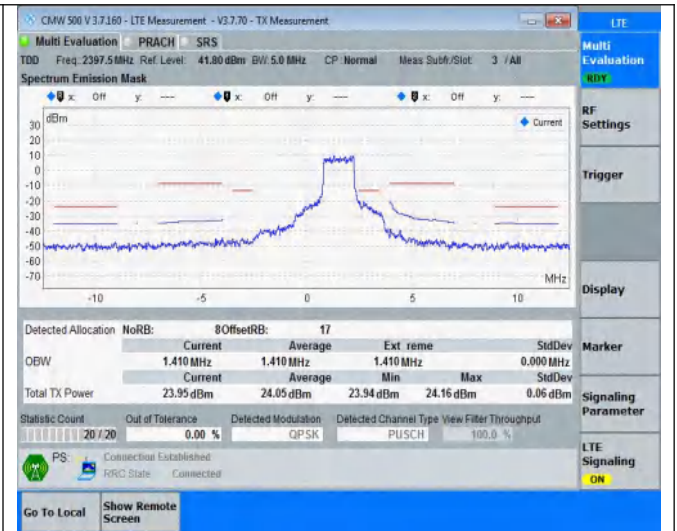 CMW 500 V 3.7.160 - LTE Measurement - V3.7.70 - TX Measurement
LTE
Multi Evaluation PRACH SRS
Multi
Evaluation
RDY
TDD Freq.: 2397.5 MHz Ref. Level: 41.80 dBm BW: 5.0 MHz CP: Normal Meas Subfr./Slot: 3 / All
Spectrum Emission Mask
x: Off y: --- x: Off y: --- x: Off y: ---
RF
Settings
dBm
Current
30
20
10
0
-10
-20
-30
-40
-50
-60
-70
Trigger
MHz
-10 -5 0 5 10
Display
Detected Allocation NoRB: 8 OffsetRB: 17
Current Average Ext reme StdDev
OBW 1.410 MHz 1.410 MHz 1.410 MHz 0.000 MHz
Marker
Current Average Min Max StdDev
Total TX Power 23.95 dBm 24.05 dBm 23.94 dBm 24.16 dBm 0.06 dBm
Signaling
Parameter
Statistic Count Out of Tolerance Detected Modulation Detected Channel Type View Filter Throughput
20 / 20 0.00 % QPSK PUSCH 100.0 %
PS: Connection Established
RRC State Connected
LTE
Signaling
ON
Go To Local
Show Remote
Screen